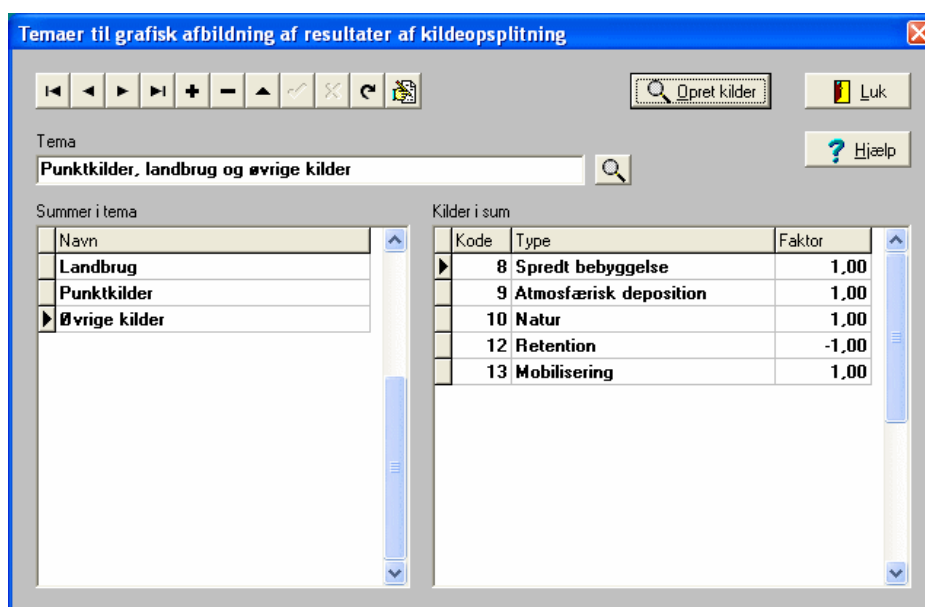 Temaer til grafisk afbildning af resultater af kildeopsplitning
Opret kilder
Luk
Tema
Hjælp
Punktkilder, landbrug og øvrige kilder
Summer i tema
Kilder i sum
Navn
Landbrug
Punktkilder
Øvrige kilder
Kode Type Faktor
8 Spredt bebyggelse 1,00
9 Atmosfærisk deposition 1,00
10 Natur 1,00
12 Retention -1,00
13 Mobilisering 1,00